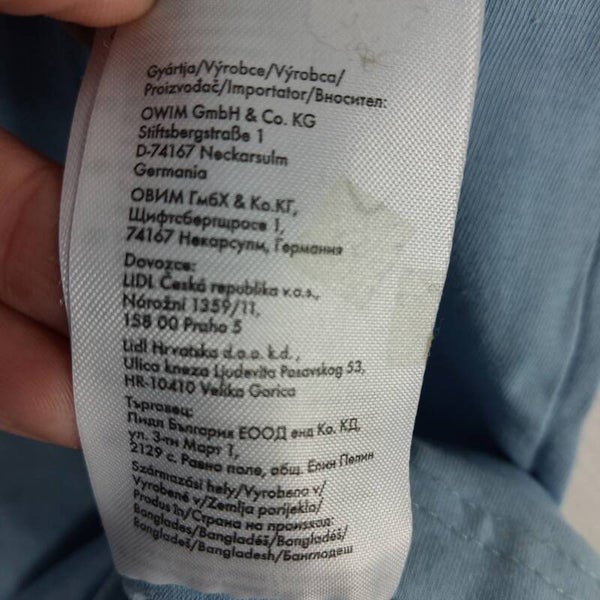 Gyártja/Výrobce/Výrobca/
Proizvođač/Importator/Вносител:
OWIM GmbH & Co. KG
Stiftsbergstraße 1
D-74167 Neckarsulm
Germania
ОВИМ ГмбХ & Ко.КГ,
Щифтсбергщрасе 1,
74167 Некарсулм, Германия
Dovozce:
LIDL Česká republika v.o.s.,
Nárožní 1359/11,
158 00 Praha 5
Lidl Hrvatska d.o.o. k.d.,
Ulica kneza Ljudevita Posavskog 53,
HR-10410 Velika Gorica
Търговец:
Лидл България ЕООД енд Ко. КД,
ул. 3-ти Март 1,
2129 с. Равно поле, общ. Елин Пелин
Származási hely/Vyrobeno v/
Vyrobené v/Zemlja porijekla/
Produs în/Страна на произход:
Banglades/Bangladéš/Bangladéš/
Bangladeš/Bangladesh/Бангладеш